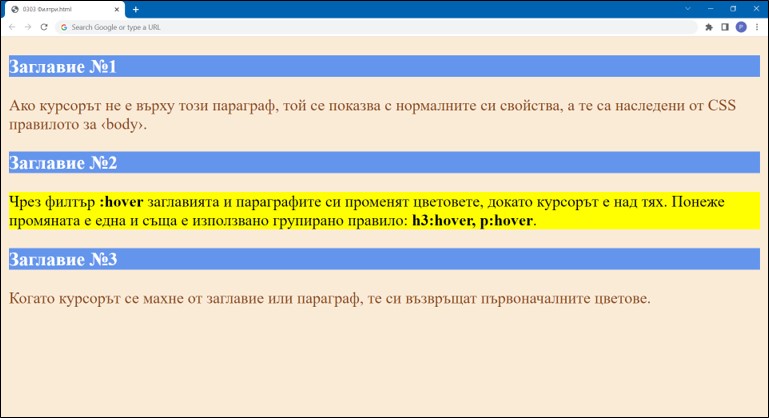 0303 Филтри.html
Search Google or type a URL
P
Заглавие №1
Ако курсорът не е върху този параграф, той се показва с нормалните си свойства, а те са наследени от CSS
правилото за ‹body›.
Заглавие №2
Чрез филтър :hover заглавията и параграфите си променят цветовете, докато курсорът е над тях. Понеже
промяната е една и съща е използвано групирано правило: h3:hover, p:hover.
Заглавие №3
Когато курсорът се махне от заглавие или параграф, те си възвръщат първоначалните цветове.